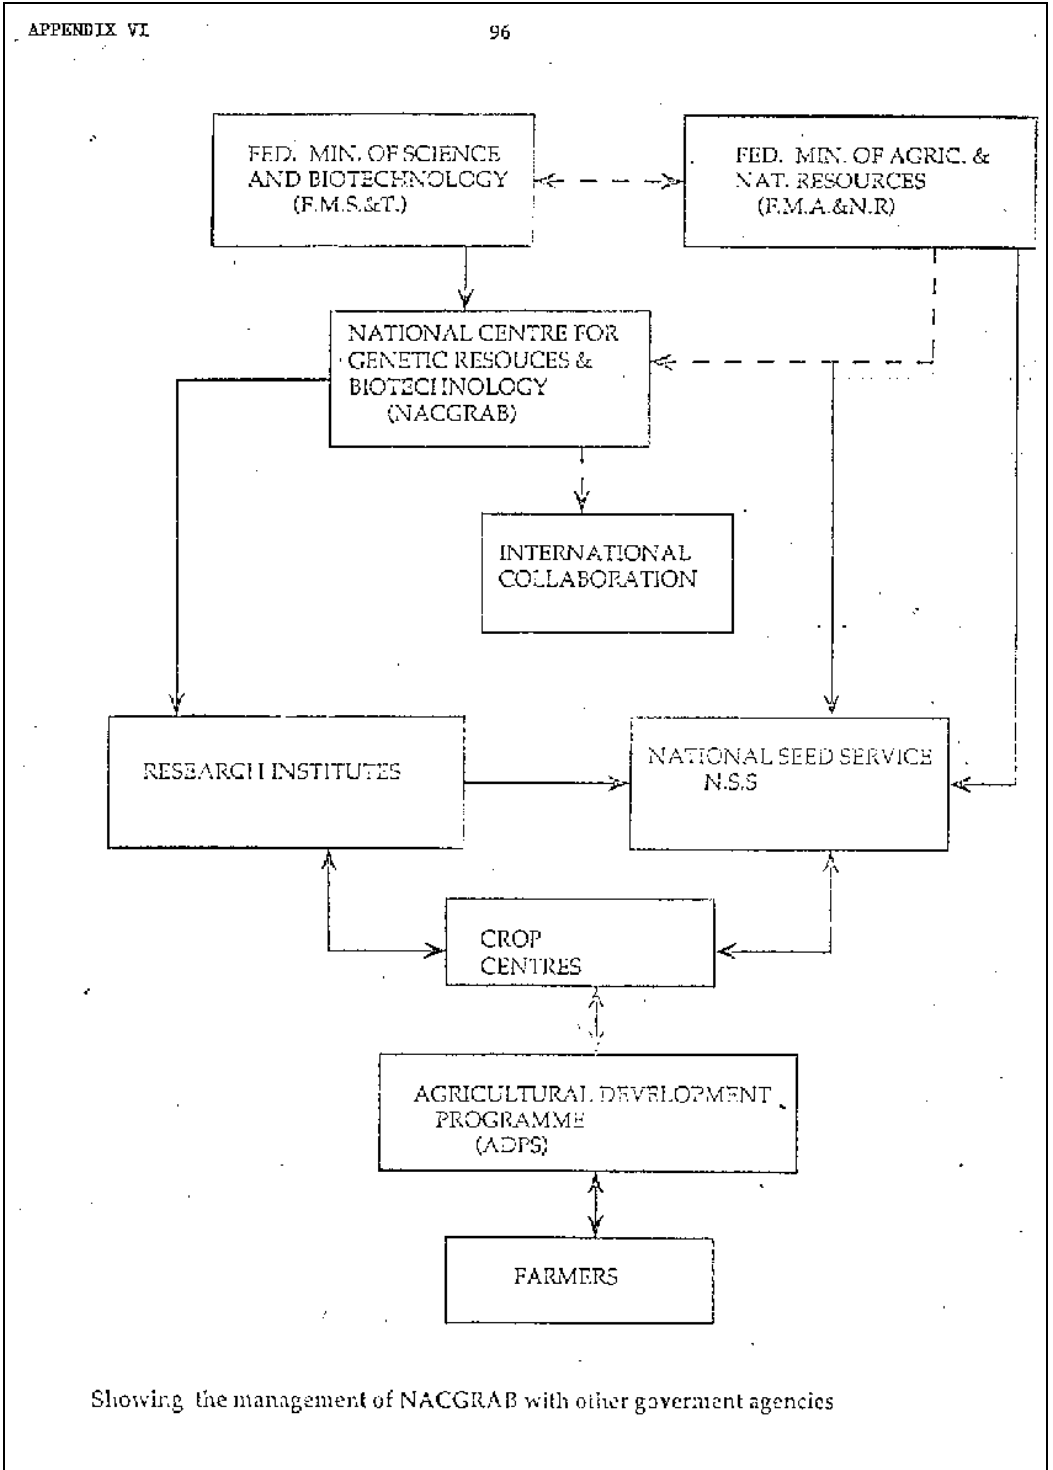 APPENDIX VI
96
FED. MIN. OF SCIENCE
AND BIOTECHNOLOGY
(F.M.S.&T.)
FED. MIN. OF AGRIC. &
NAT. RESOURCES
(F.M.A.&N.R)
NATIONAL CENTRE FOR
GENETIC RESOUCES &
BIOTECHNOLOGY
(NACGRAB)
INTERNATIONAL
COLLABORATION
RESEARCH INSTITUTES
NATIONAL SEED SERVICE
N.S.S
CROP
CENTRES
AGRICULTURAL DEVELOPMENT
PROGRAMME
(ADPS)
FARMERS
Showing the management of NACGRAB with other goverment agencies